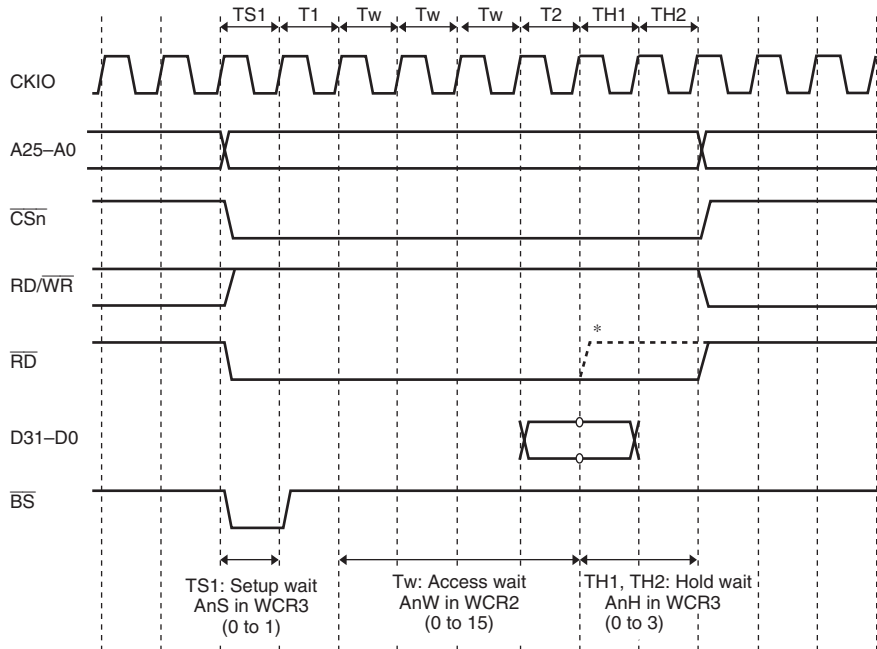 TS1 T1 Tw Tw Tw T2 TH1 TH2
CKIO
A25–A0
CSn
RD/WR
*
RD
D31–D0
BS
TS1: Setup wait
AnS in WCR3
(0 to 1)
Tw: Access wait
AnW in WCR2
(0 to 15)
TH1, TH2: Hold wait
AnH in WCR3
(0 to 3)